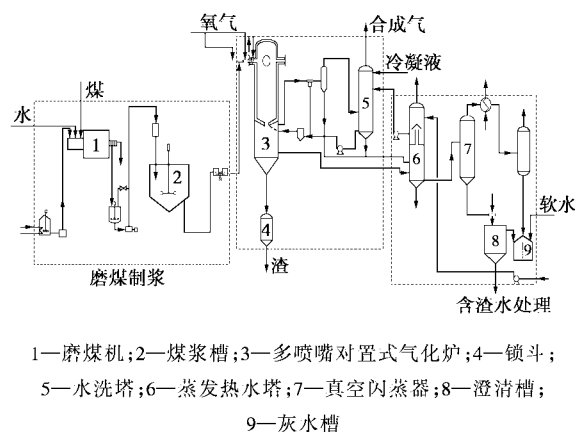 氧气
合成气
冷凝液
煤
水
1
2
3
4
5
6
7
8
9
C
软水
渣
磨煤制浆
含渣水处理
1—磨煤机;2—煤浆槽;3—多喷嘴对置式气化炉;4—锁斗;
5—水洗塔;6—蒸发热水塔;7—真空闪蒸器;8—澄清槽;
9—灰水槽